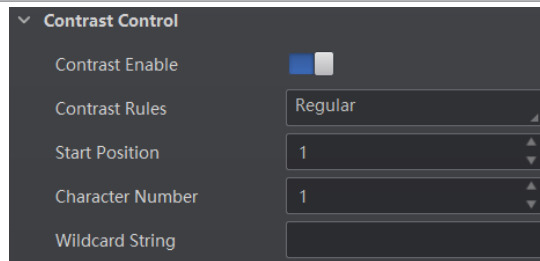 Contrast Control
Contrast Enable
Contrast Rules Regular
Start Position 1
Character Number 1
Wildcard String